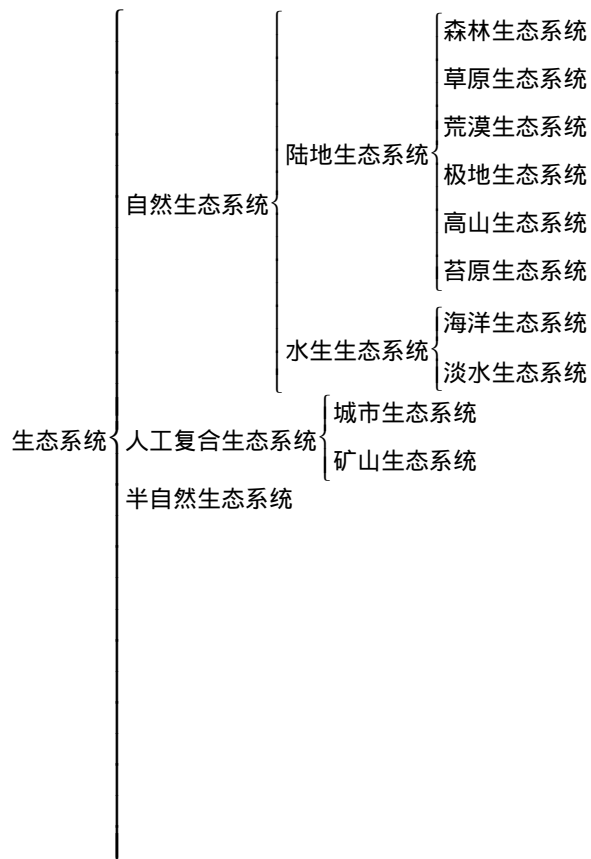 森林生态系统
草原生态系统
荒漠生态系统
陆地生态系统
极地生态系统
自然生态系统
高山生态系统
苔原生态系统
海洋生态系统
水生生态系统
淡水生态系统
城市生态系统
生态系统
人工复合生态系统
矿山生态系统
半自然生态系统